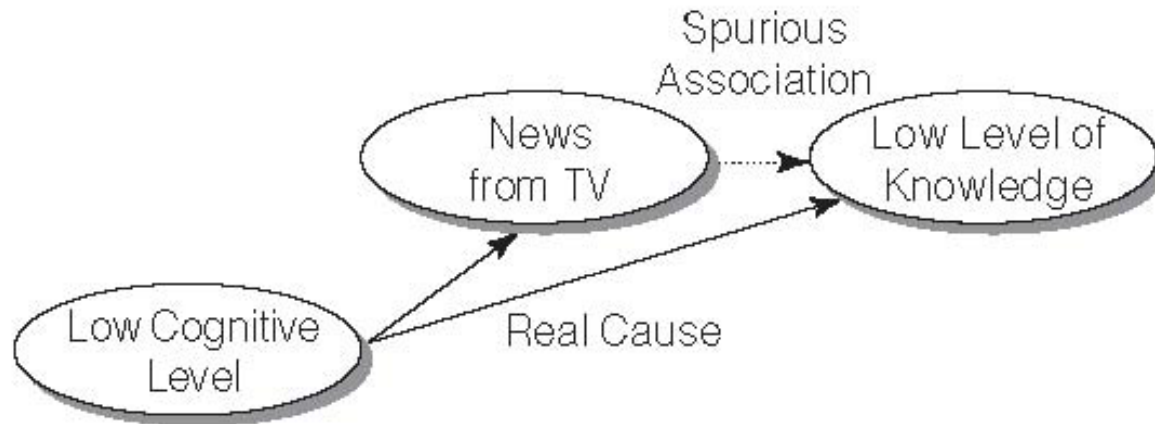 Spurious
Association
News
from TV
Low Level of
Knowledge
Low Cognitive
Level
Real Cause